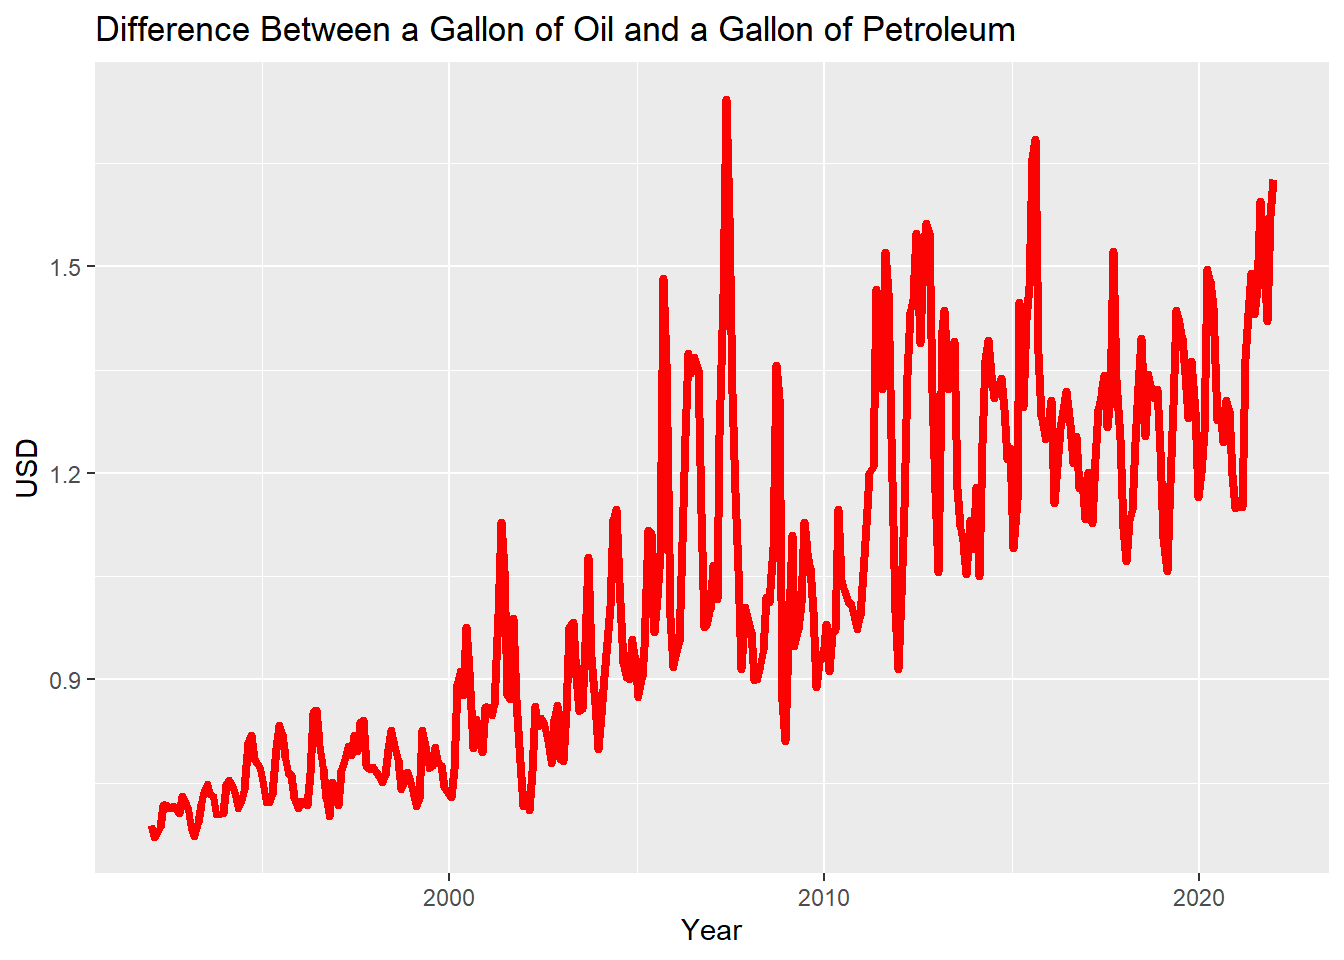 Difference Between a Gallon of Oil and a Gallon of Petroleum
1.5
1.2
0.9
USD
2000
2010
2020
Year